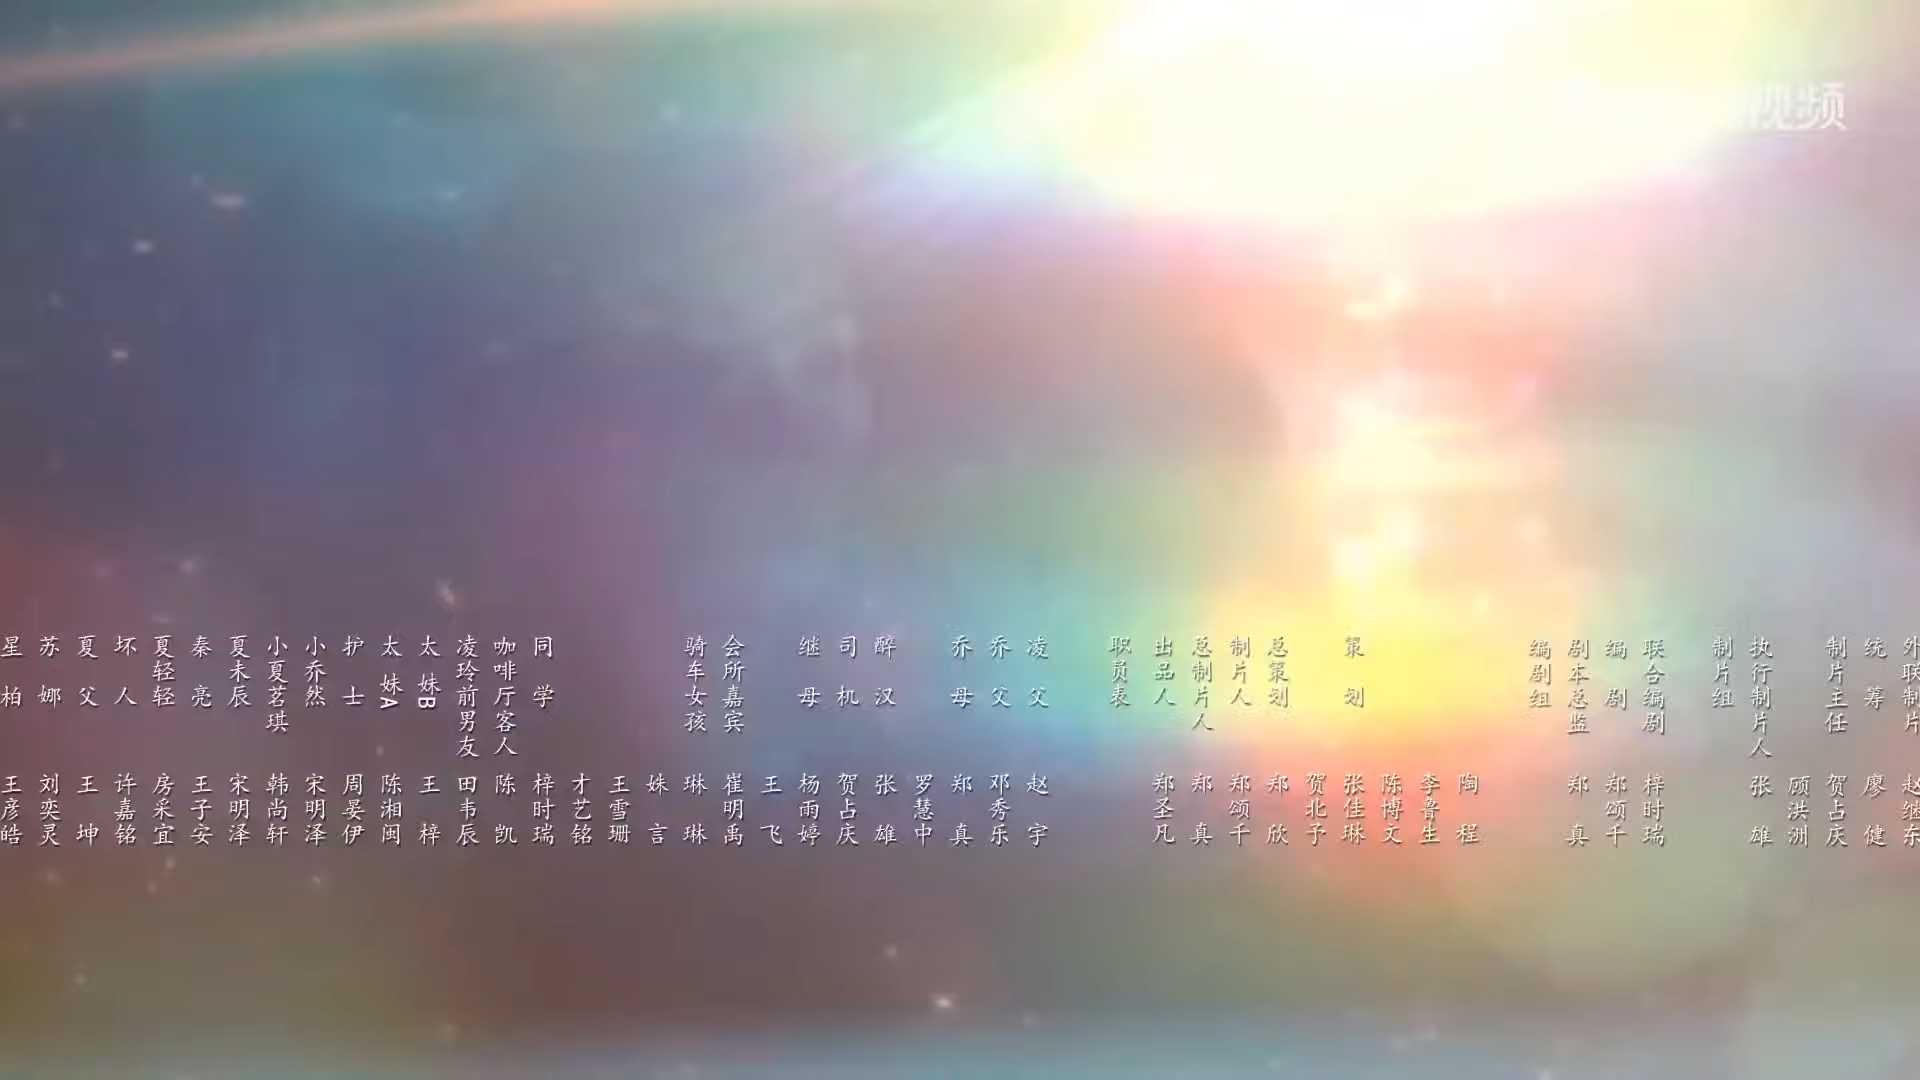 视频
星柏 王彦皓
苏娜 刘奕灵
夏父 王坤
坏人 许嘉铭
夏轻轻 房采宜
秦亮 王子安
夏未辰 宋明泽
小夏茗琪 韩尚轩
小乔然 宋明泽
护士 周晏伊
太妹A 陈湘闽
太妹B 王梓
凌玲前男友 田韦辰
咖啡厅客人 陈凯
同学 梓时瑞
才艺铭
王雪珊
姝言
骑车女孩 琳琳
会所嘉宾 崔明禹
王飞
继母 杨雨婷
司机 贺占庆
醉汉 张雄
罗慧中
乔母 郑真
乔父 邓秀乐
凌父 赵宇
职员表
出品人 郑圣凡
总制片人 郑真
制片人 郑颂千
总策划 郑欣
贺北予
策划 张佳琳
陈博文
李鲁生
陶程
编剧组
剧本总监 郑真
编剧 郑颂千
联合编剧 梓时瑞
制片组
执行制片人 张雄
顾洪洲
制片主任 贺占庆
统筹 廖健
外联制片 赵继东